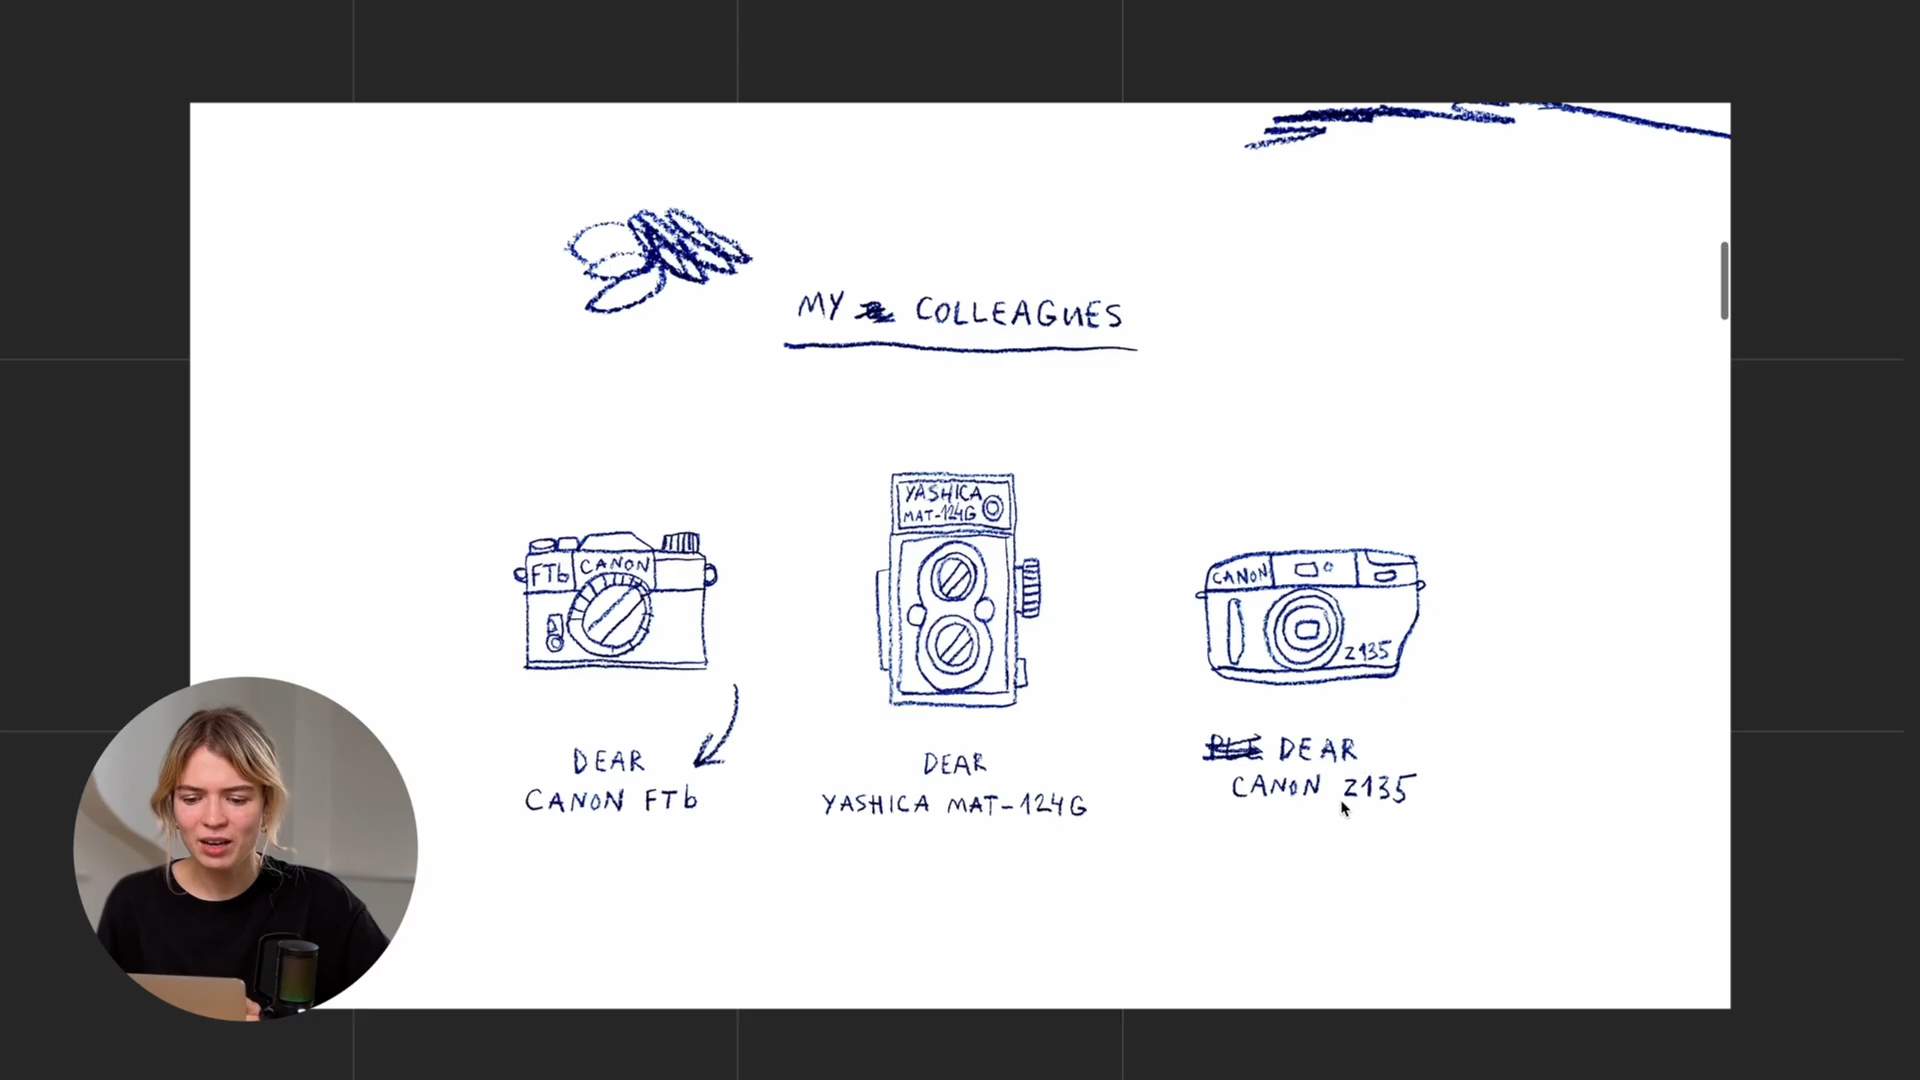 MY COLLEAGUES
FTb CANON
YASHICA
MAT-124G
CANON
Z135
DEAR
CANON FTb
DEAR
YASHICA MAT-124G
DEAR
CANON Z135